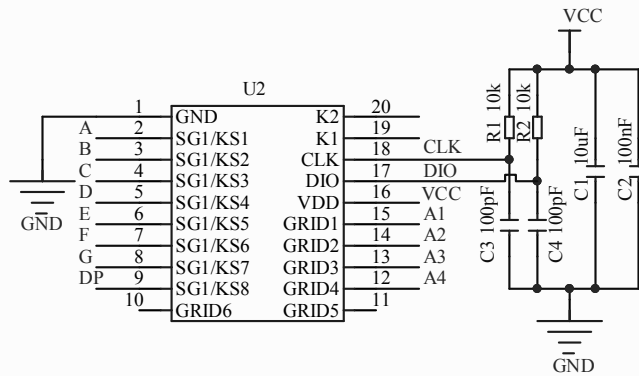 VCC
U2
1 GND K2 20
A 2 SG1/KS1 K1 19
B 3 SG1/KS2 CLK 18 CLK
C 4 SG1/KS3 DIO 17 DIO
D 5 SG1/KS4 VDD 16 VCC
E 6 SG1/KS5 GRID1 15 A1
F 7 SG1/KS6 GRID2 14 A2
G 8 SG1/KS7 GRID3 13 A3
DP 9 SG1/KS8 GRID4 12 A4
10 GRID6 GRID5 11
GND
R1 10k
R2 10k
C3 100pF
C4 100pF
C1 10uF
C2 100nF
GND